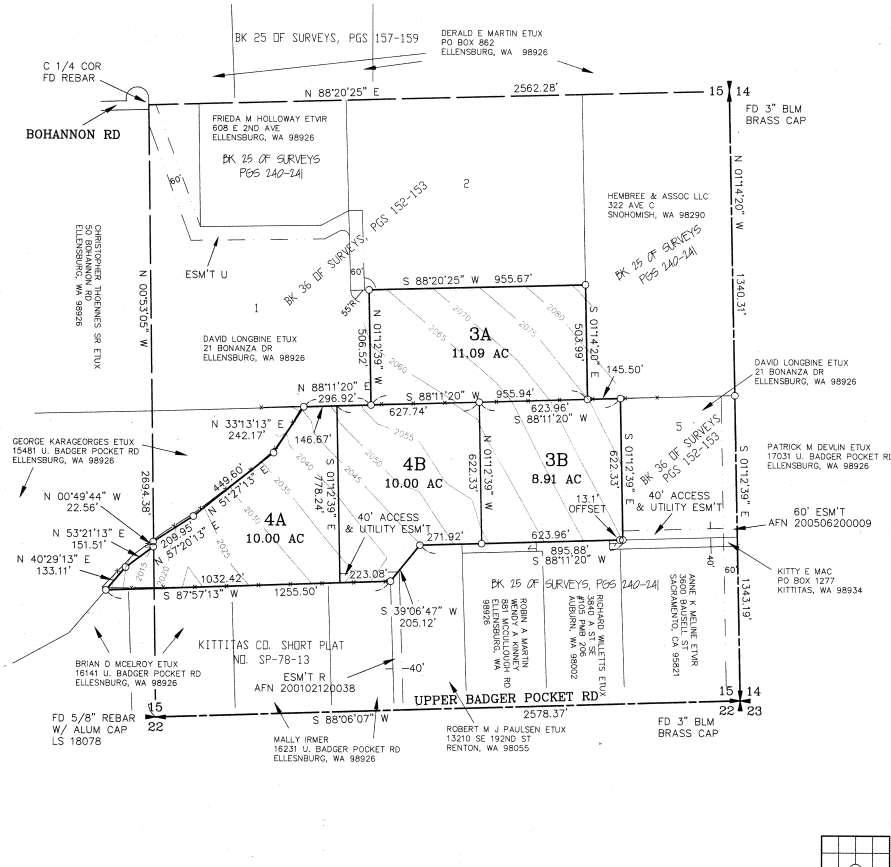 BK 25 OF SURVEYS, PGS 157-159
DERALD E MARTIN ETUX
PO BOX 862
ELLENSBURG, WA 98926
C 1/4 COR
FD REBAR
N 88°20'25" E
2562.28'
15 14
FD 3" BLM
BRASS CAP
BOHANNON RD
FRIEDA M HOLLOWAY ETVIR
608 E 2ND AVE
ELLENSBURG, WA 98926
BK 25 OF SURVEYS
PGS 240-241
60'
2
HEMBREE & ASSOC LLC
322 AVE C
SNOHOMISH, WA 98290
BK 25 OF SURVEYS
PGS 240-241
N 01°14'20" W
1340.31'
CHRISTOPHER THOENNES SR ETUX
50 BOHANNON RD
ELLENSBURG, WA 98926
N 00°53'05" W
2694.38'
ESM'T U
BK 36 OF SURVEYS, PGS 152-153
60'
55'R
1
S 88°20'25" W
955.67'
DAVID LONGBINE ETUX
21 BONANZA DR
ELLENSBURG, WA 98926
506.52'
N 01°12'39" W
2060
2065
2070
2075
2080
3A
11.09 AC
503.99'
S 01°14'20" E
145.50'
DAVID LONGBINE ETUX
21 BONANZA DR
ELLENSBURG, WA 98926
N 88°11'20" E
296.92'
S 88°11'20" W
955.94'
627.74'
623.96'
S 88°11'20" W
N 33°13'13" E
242.17'
146.67'
GEORGE KARAGEORGES ETUX
15481 U. BADGER POCKET RD
ELLENSBURG, WA 98926
5
BK 36 OF SURVEYS
PGS 152-153
PATRICK M DEVLIN ETUX
17031 U. BADGER POCKET RD
ELLENSBURG, WA 98926
449.60'
N 51°27'13" E
2040
2045
2050
2055
4B
10.00 AC
622.33'
N 01°12'39" W
3B
8.91 AC
622.33'
S 01°12'39" E
S 01°12'39" E
778.24'
S 01°12'39" E
1343.19'
N 00°49'44" W
22.56'
N 53°21'13" E
151.51'
N 40°29'13" E
133.11'
209.95'
N 57°20'13" E
2015
2020
2025
2030
2035
4A
10.00 AC
40' ACCESS
& UTILITY ESM'T
13.1'
OFFSET
40' ACCESS
& UTILITY ESM'T
60' ESM'T
AFN 200506200009
271.92'
623.96'
895.88'
S 88°11'20" W
40'
60'
1032.42'
223.08'
S 87°57'13" W
1255.50'
S 39°06'47" W
205.12'
KITTY E MAC
PO BOX 1277
KITTITAS, WA 98934
BK 25 OF SURVEYS, PGS 240-241
ROBIN A MARTIN
WENDY A KINNEY
881 MCCULLOUGH RD
ELLENSBURG, WA
98926
RICHARD WILLETTS ETUX
3840 A ST SE
#105 PMB 206
AUBURN, WA 98002
ANNE K MELINE ETVIR
3600 BAUSELL ST
SACRAMENTO, CA 95821
KITTITAS CO. SHORT PLAT
NO. SP-78-13
BRIAN D MCELROY ETUX
16141 U. BADGER POCKET RD
ELLESNBURG, WA 98926
ESM'T R
AFN 200102120038
40'
UPPER BADGER POCKET RD
15
22
S 88°06'07" W
2578.37'
15 14
22 23
FD 5/8" REBAR
W/ ALUM CAP
LS 18078
MALLY IRMER
16231 U. BADGER POCKET RD
ELLESNBURG, WA 98926
ROBERT M J PAULSEN ETUX
13210 SE 192ND ST
RENTON, WA 98055
FD 3" BLM
BRASS CAP